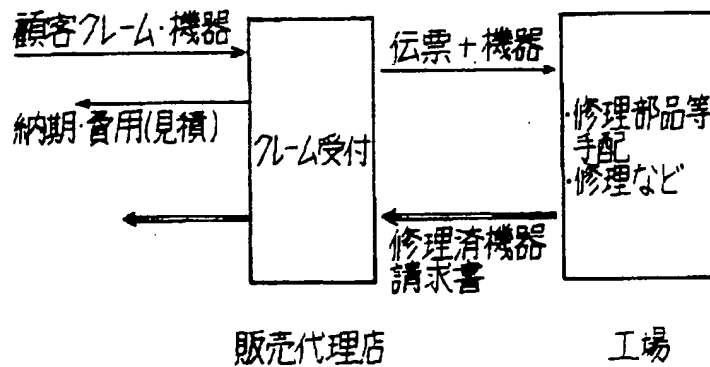 顧客クレーム・機器
伝票+機器
納期・費用(見積)
クレーム受付
・修理部品等
手配
・修理など
修理済機器
請求書
販売代理店
工場